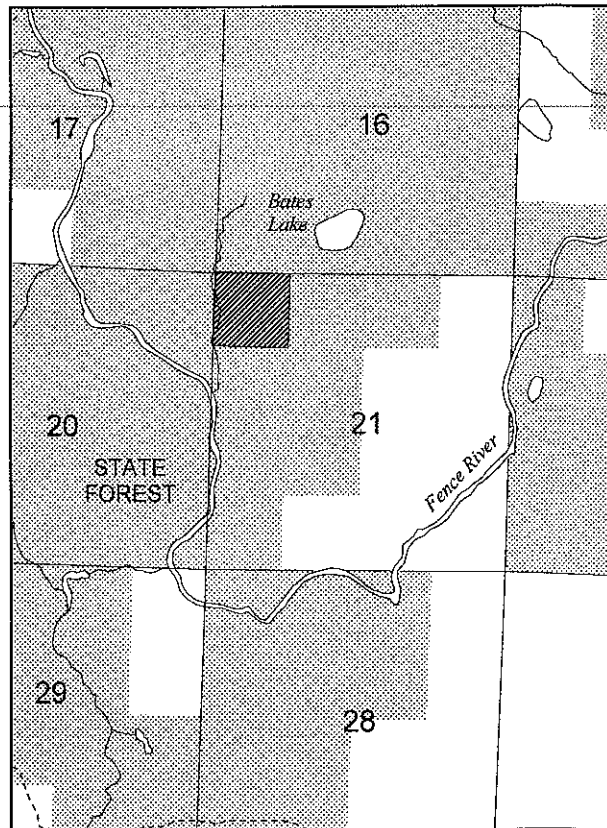 17
16
Bates
Lake
20
21
STATE
FOREST
Fence River
29
28